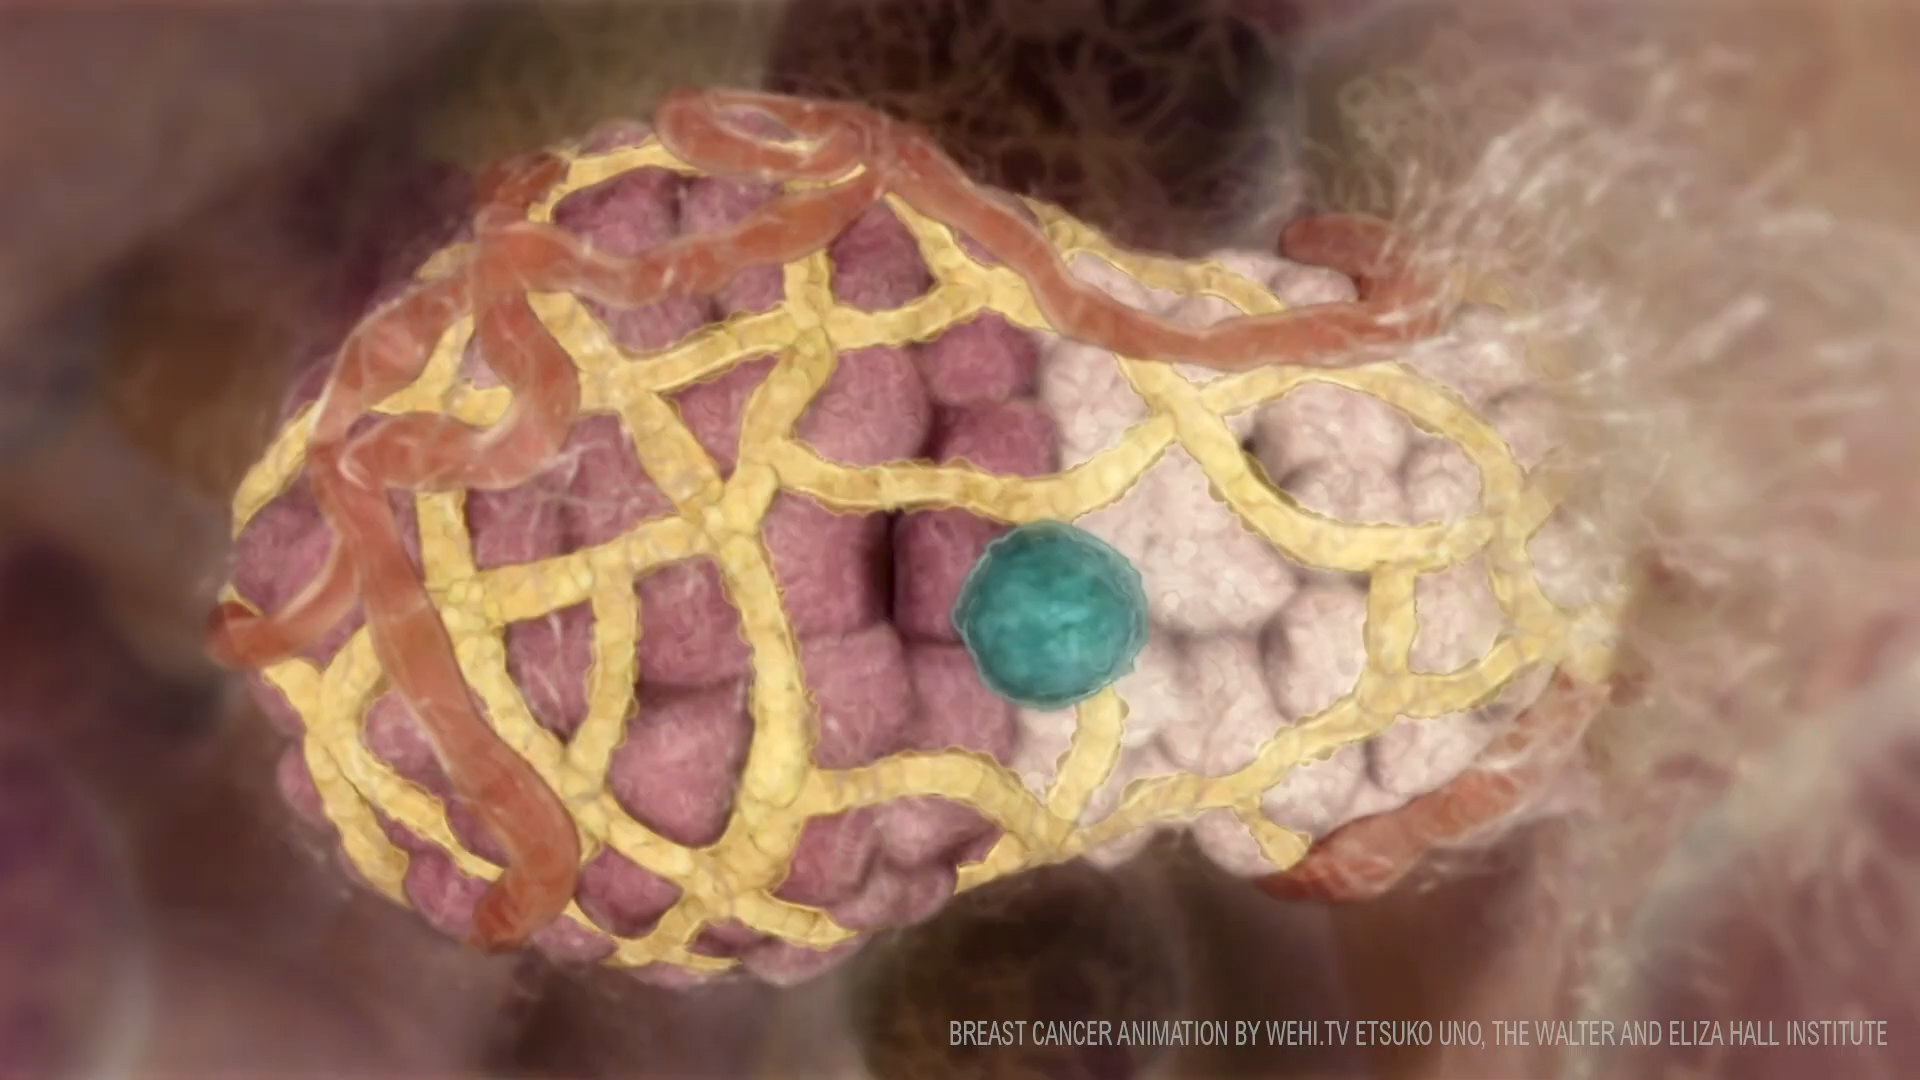 BREAST CANCER ANIMATION BY WEHI.TV ETSUKO UNO, THE WALTER AND ELIZA HALL INSTITUTE